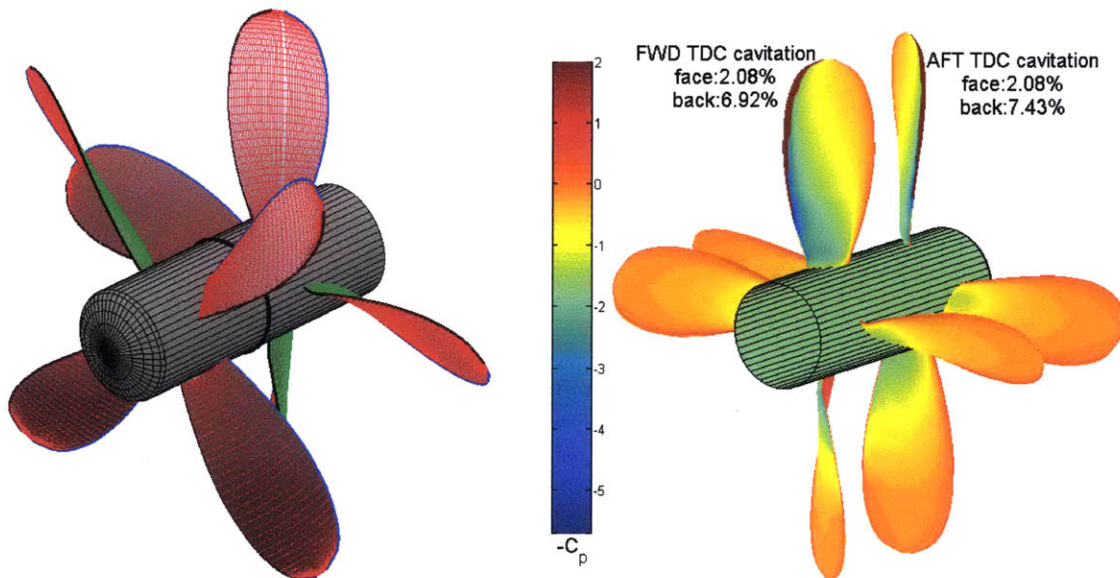 FWD TDC cavitation
face:2.08%
back:6.92%
AFT TDC cavitation
face:2.08%
back:7.43%
2
1
0
-1
-2
-3
-4
-5
-Cp